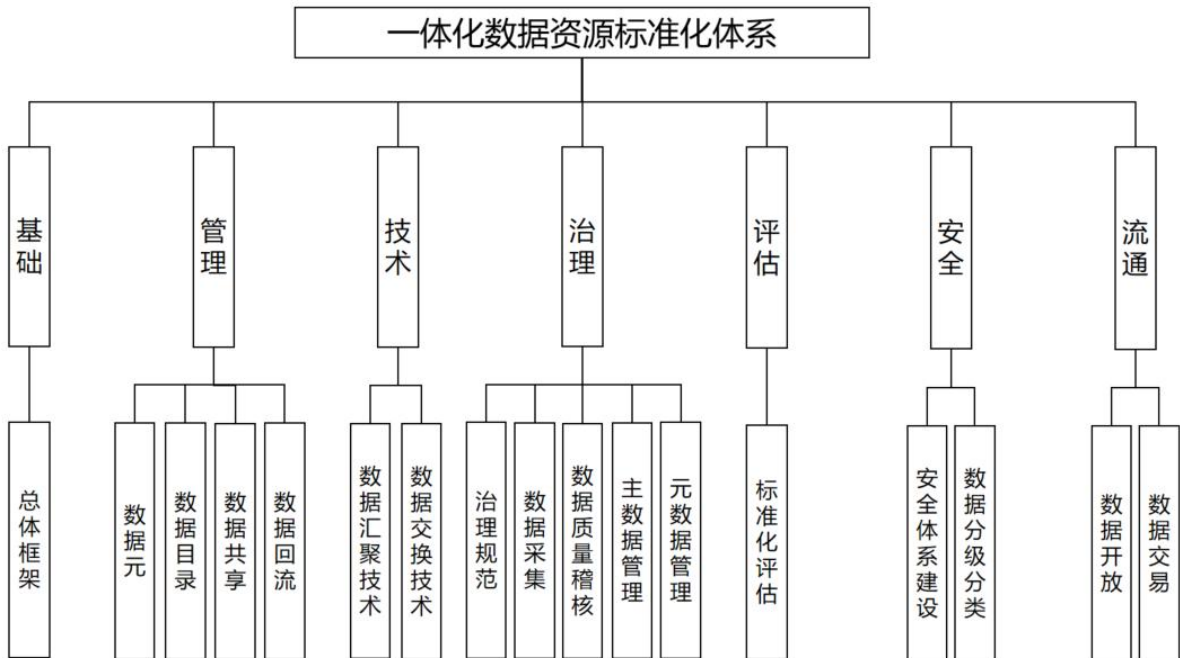 一体化数据资源标准化体系
基础
管理
技术
治理
评估
安全
流通
总体框架
数据元
数据目录
数据共享
数据回流
数据汇聚技术
数据交换技术
治理规范
数据采集
数据质量稽核
主数据管理
元数据管理
标准化评估
安全体系建设
数据分级分类
数据开放
数据交易